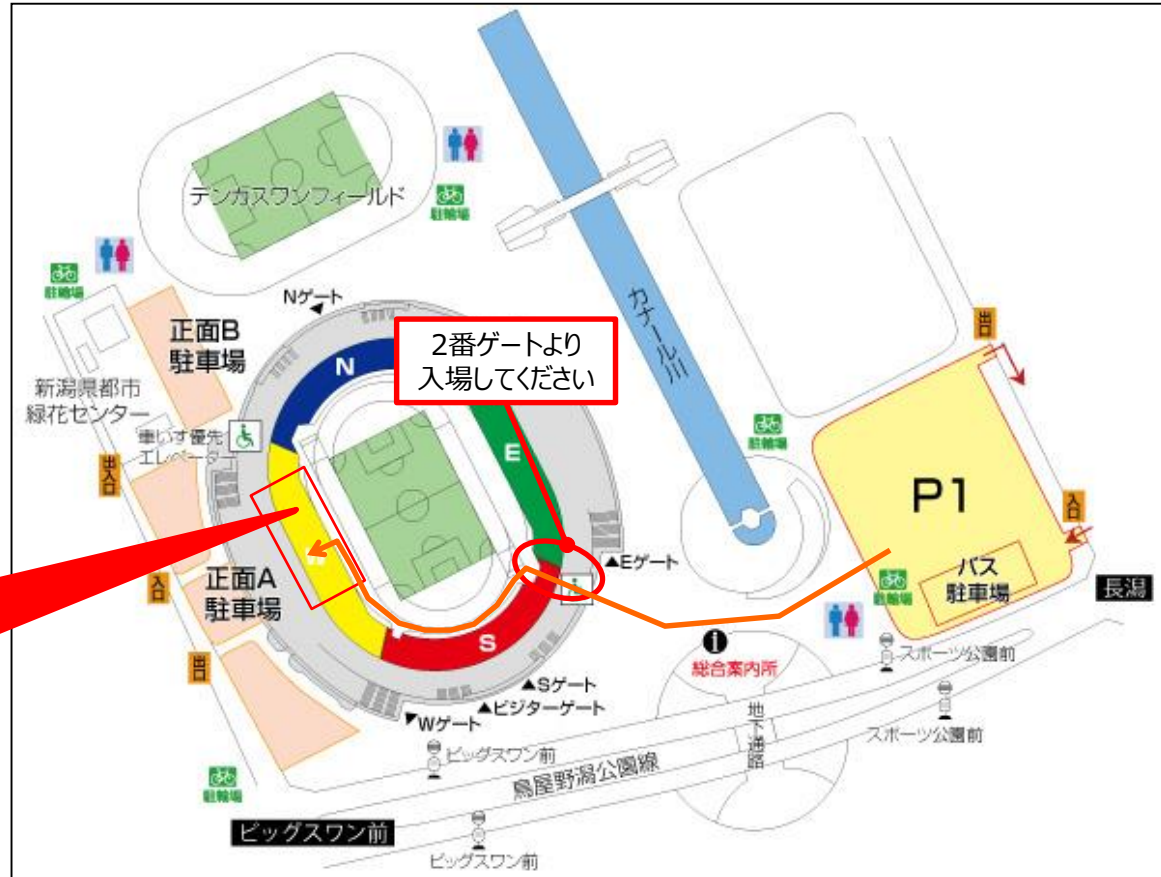 デンカスワンフィールド
駐輪場
駐輪場
Nゲート
正面B
駐車場
2番ゲートより
入場してください
カナール川
出口
新潟県都市
緑花センター
車いす優先
エレベーター
N
E
駐輪場
P1
入口
出入口
▲Eゲート
バス
駐車場
長潟
正面A
駐車場
入口
駐輪場
S
i
総合案内所
スポーツ公園前
出口
▲Sゲート
▲ビジターゲート
▼Wゲート
地下通路
スポーツ公園前
ビッグスワン前
鳥屋野潟公園線
駐輪場
ビッグスワン前
ビッグスワン前